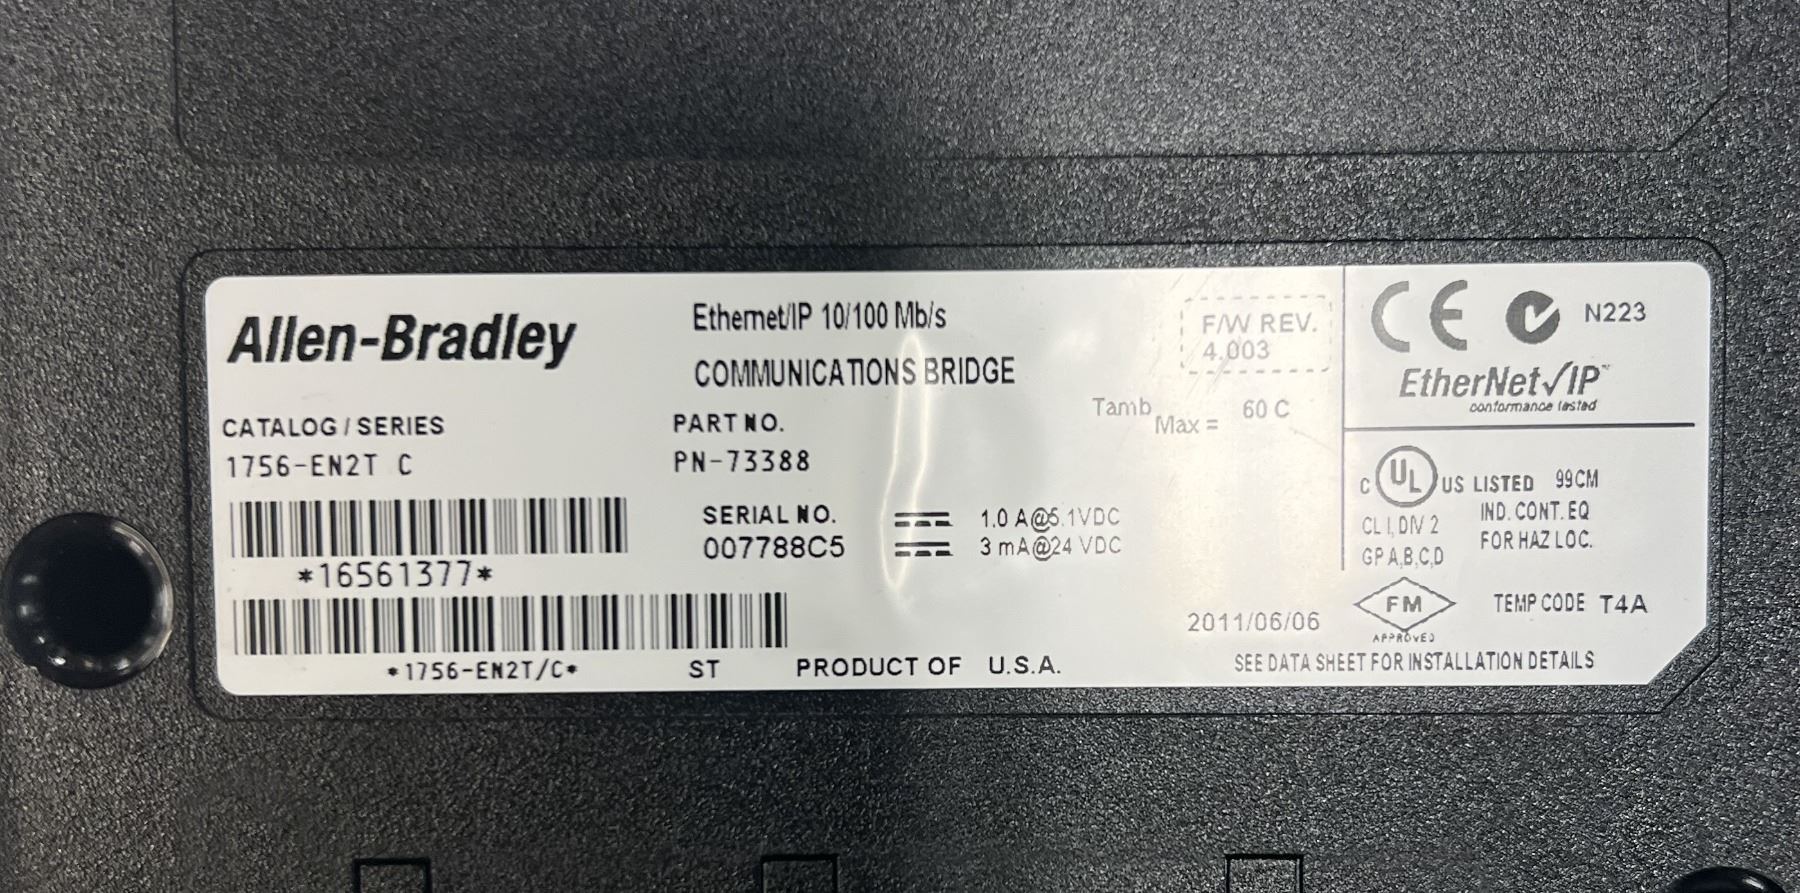 Allen-Bradley
Ethernet/IP 10/100 Mb/s
COMMUNICATIONS BRIDGE
F/W REV.
4.003
Tamb Max = 60 C
CATALOG / SERIES
1756-EN2T C
PART NO.
PN-73388
*16561377*
SERIAL NO.
007788C5
1.0 A@5.1VDC
3 mA@24 VDC
*1756-EN2T/C*
ST
PRODUCT OF U.S.A.
2011/06/06
CE
N223
EtherNet/IP™
conformance tested
C UL US LISTED 99CM
CL I, DIV 2
GP A,B,C,D
IND. CONT. EQ
FOR HAZ LOC.
FM
APPROVED
TEMP CODE T4A
SEE DATA SHEET FOR INSTALLATION DETAILS